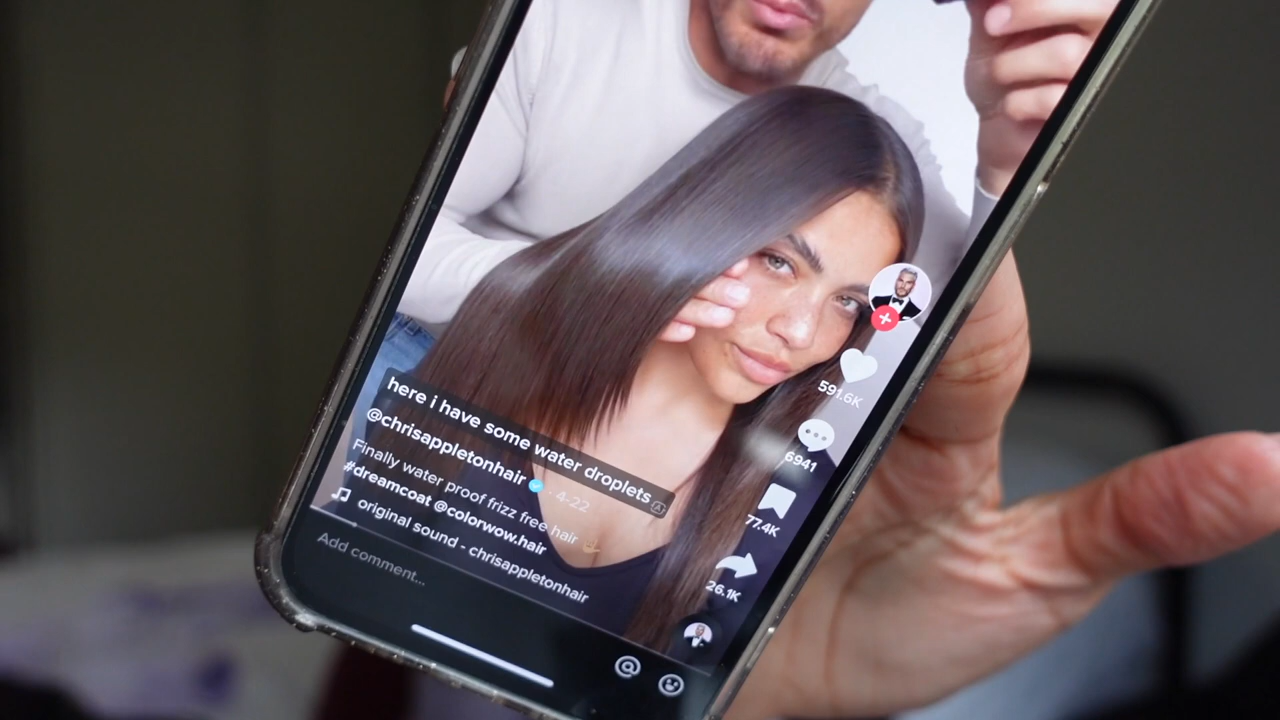 591.6K
6941
77.4K
26.1K
here i have some water droplets
@chrisappletonhair · 4-22
Finally water proof frizz free hair
#dreamcoat @colorwow.hair
original sound - chrisappletonhair
Add comment...
@